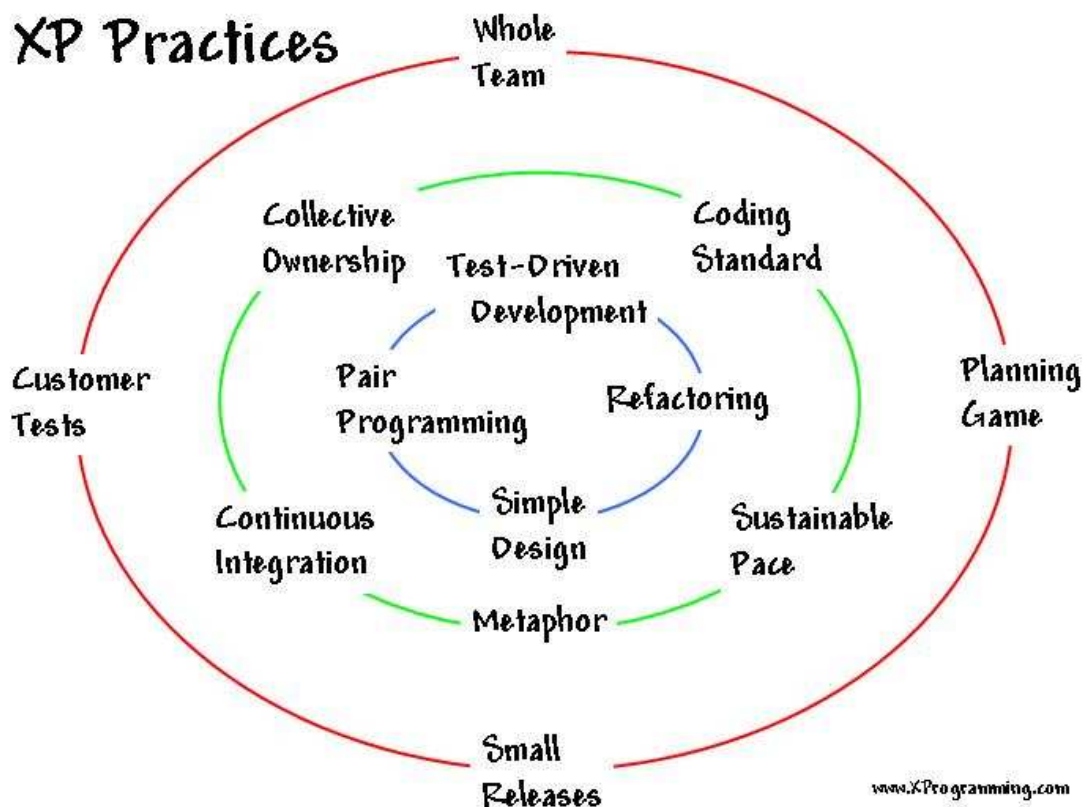 XP Practices
Whole
Team
Collective
Ownership
Coding
Standard
Test-Driven
Development
Customer
Tests
Pair
Programming
Refactoring
Planning
Game
Continuous
Integration
Simple
Design
Sustainable
Pace
Metaphor
Small
Releases
www.XProgramming.com